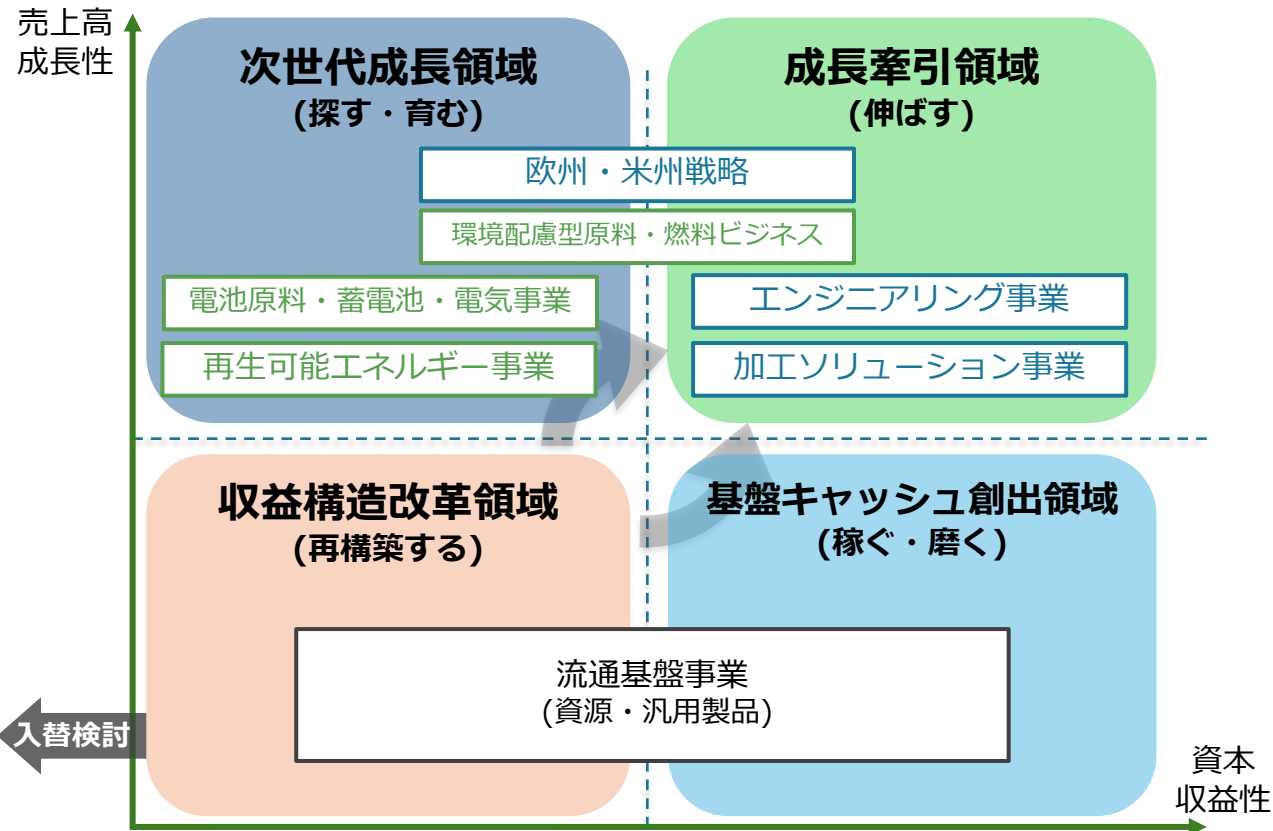 売上高
成長性
次世代成長領域
(探す・育む)
成長牽引領域
(伸ばす)
欧州・米州戦略
環境配慮型原料・燃料ビジネス
電池原料・蓄電池・電気事業
エンジニアリング事業
再生可能エネルギー事業
加工ソリューション事業
収益構造改革領域
(再構築する)
基盤キャッシュ創出領域
(稼ぐ・磨く)
流通基盤事業
(資源・汎用製品)
入替検討
資本
収益性